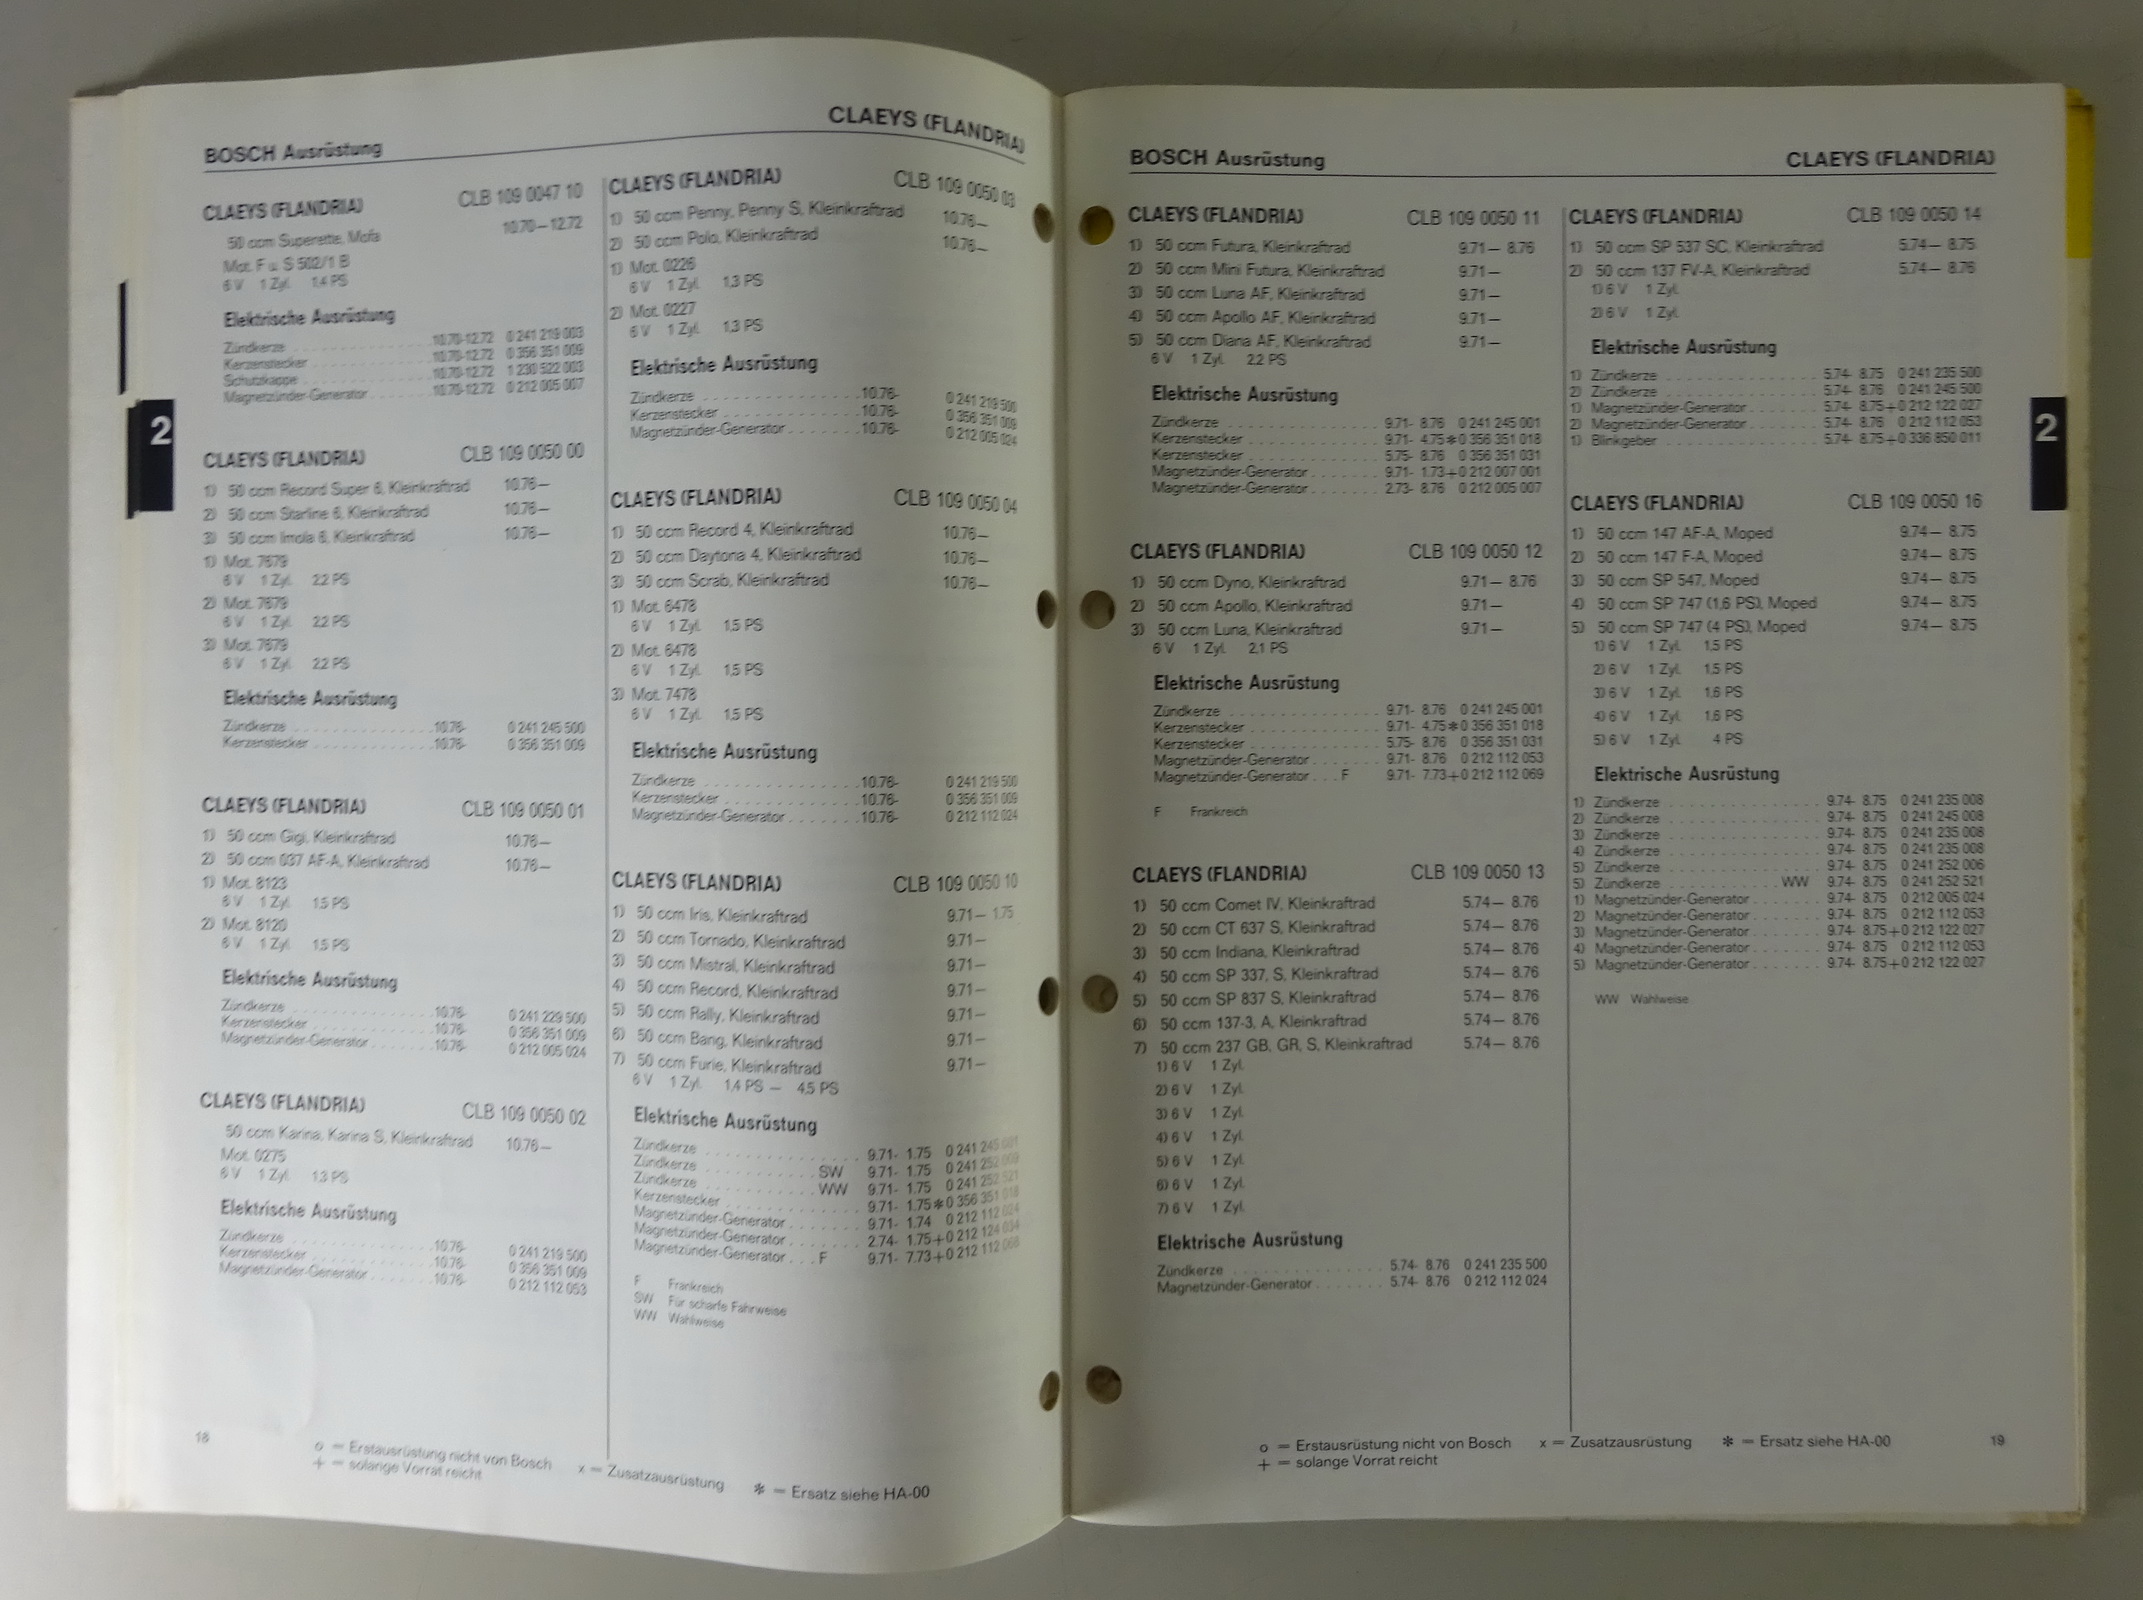 BOSCH Ausrüstung
CLAEYS (FLANDRIA)
CLAEYS (FLANDRIA) CLB 109 0047 10
50 ccm Superette, Mofa 10.70—12.72
Mot. F u. S 502/1 B
6 V 1 Zyl. 1,4 PS
Elektrische Ausrüstung
Zündkerze 10.70-12.72 0 241 219 003
Kerzenstecker 10.70-12.72 0 356 351 009
Schutzkappe 10.70-12.72 1 230 522 003
Magnetzünder-Generator 10.70-12.72 0 212 005 007
2
CLAEYS (FLANDRIA) CLB 109 0050 00
1) 50 ccm Record Super 6, Kleinkraftrad 10.76—
2) 50 ccm Starline 6, Kleinkraftrad 10.76—
3) 50 ccm Imola 6, Kleinkraftrad 10.76—
1) Mot. 7679
6 V 1 Zyl. 2,2 PS
2) Mot. 7679
6 V 1 Zyl. 2,2 PS
3) Mot. 7679
6 V 1 Zyl. 2,2 PS
Elektrische Ausrüstung
Zündkerze 10.76- 0 241 245 500
Kerzenstecker 10.76- 0 356 351 009
CLAEYS (FLANDRIA) CLB 109 0050 01
1) 50 ccm Gigi, Kleinkraftrad 10.76—
2) 50 ccm 037 AF-A, Kleinkraftrad 10.76—
1) Mot. 8123
6 V 1 Zyl. 1,5 PS
2) Mot. 8120
6 V 1 Zyl. 1,5 PS
Elektrische Ausrüstung
Zündkerze 10.76- 0 241 229 500
Kerzenstecker 10.76- 0 356 351 009
Magnetzünder-Generator 10.76- 0 212 005 024
CLAEYS (FLANDRIA) CLB 109 0050 02
50 ccm Karina, Karina S, Kleinkraftrad 10.76—
Mot. 0275
6 V 1 Zyl. 1,3 PS
Elektrische Ausrüstung
Zündkerze 10.76- 0 241 219 500
Kerzenstecker 10.76- 0 356 351 009
Magnetzünder-Generator 10.76- 0 212 112 053
CLAEYS (FLANDRIA) CLB 109 0050 03
1) 50 ccm Penny, Penny S, Kleinkraftrad 10.76—
2) 50 ccm Polo, Kleinkraftrad 10.76—
1) Mot. 0226
6 V 1 Zyl. 1,3 PS
2) Mot. 0227
6 V 1 Zyl. 1,3 PS
Elektrische Ausrüstung
Zündkerze 10.76- 0 241 219 500
Kerzenstecker 10.76- 0 356 351 009
Magnetzünder-Generator 10.76- 0 212 005 024
CLAEYS (FLANDRIA) CLB 109 0050 04
1) 50 ccm Record 4, Kleinkraftrad 10.76—
2) 50 ccm Daytona 4, Kleinkraftrad 10.76—
3) 50 ccm Scrab, Kleinkraftrad 10.76—
1) Mot. 6478
6 V 1 Zyl. 1,5 PS
2) Mot. 6478
6 V 1 Zyl. 1,5 PS
3) Mot. 7478
6 V 1 Zyl. 1,5 PS
Elektrische Ausrüstung
Zündkerze 10.76- 0 241 219 500
Kerzenstecker 10.76- 0 356 351 009
Magnetzünder-Generator 10.76- 0 212 112 024
CLAEYS (FLANDRIA) CLB 109 0050 10
1) 50 ccm Iris, Kleinkraftrad 9.71— 1.75
2) 50 ccm Tornado, Kleinkraftrad 9.71—
3) 50 ccm Mistral, Kleinkraftrad 9.71—
4) 50 ccm Record, Kleinkraftrad 9.71—
5) 50 ccm Rally, Kleinkraftrad 9.71—
6) 50 ccm Bang, Kleinkraftrad 9.71—
7) 50 ccm Furie, Kleinkraftrad 9.71—
6 V 1 Zyl. 1,4 PS — 4,5 PS
Elektrische Ausrüstung
Zündkerze 9.71- 1.75 0 241 245 001
Zündkerze SW 9.71- 1.75 0 241 252 009
Zündkerze WW 9.71- 1.75 0 241 252 521
Kerzenstecker 9.71- 1.75 * 0 356 351 018
Magnetzünder-Generator 9.71- 1.74 0 212 112 024
Magnetzünder-Generator 2.74- 1.75 + 0 212 124 034
Magnetzünder-Generator F 9.71- 7.73 + 0 212 112
F Frankreich
SW Für scharfe Fahrweise
WW Wahlweise
18
o = Erstausrüstung nicht von Bosch x = Zusatzausrüstung * = Ersatz siehe HA-00
+ = solange Vorrat reicht
BOSCH Ausrüstung CLAEYS (FLANDRIA)
CLAEYS (FLANDRIA) CLB 109 0050 11
1) 50 ccm Futura, Kleinkraftrad 9.71— 8.76
2) 50 ccm Mini Futura, Kleinkraftrad 9.71—
3) 50 ccm Luna AF, Kleinkraftrad 9.71—
4) 50 ccm Apollo AF, Kleinkraftrad 9.71—
5) 50 ccm Diana AF, Kleinkraftrad 9.71—
6 V 1 Zyl. 2,2 PS
Elektrische Ausrüstung
Zündkerze 9.71- 8.76 0 241 245 001
Kerzenstecker 9.71- 4.75 * 0 356 351 018
Kerzenstecker 5.75- 8.76 0 356 351 031
Magnetzünder-Generator 9.71- 1.73 + 0 212 007 001
Magnetzünder-Generator 2.73- 8.76 0 212 005 007
CLAEYS (FLANDRIA) CLB 109 0050 12
1) 50 ccm Dyno, Kleinkraftrad 9.71— 8.76
2) 50 ccm Apollo, Kleinkraftrad 9.71—
3) 50 ccm Luna, Kleinkraftrad 9.71—
6 V 1 Zyl. 2,1 PS
Elektrische Ausrüstung
Zündkerze 9.71- 8.76 0 241 245 001
Kerzenstecker 9.71- 4.75 * 0 356 351 018
Kerzenstecker 5.75- 8.76 0 356 351 031
Magnetzünder-Generator 9.71- 8.76 0 212 112 053
Magnetzünder-Generator F 9.71- 7.73 + 0 212 112 069
F Frankreich
CLAEYS (FLANDRIA) CLB 109 0050 13
1) 50 ccm Comet IV, Kleinkraftrad 5.74— 8.76
2) 50 ccm CT 637 S, Kleinkraftrad 5.74— 8.76
3) 50 ccm Indiana, Kleinkraftrad 5.74— 8.76
4) 50 ccm SP 337, S, Kleinkraftrad 5.74— 8.76
5) 50 ccm SP 837 S, Kleinkraftrad 5.74— 8.76
6) 50 ccm 137-3, A, Kleinkraftrad 5.74— 8.76
7) 50 ccm 237 GB, GR, S, Kleinkraftrad 5.74— 8.76
1) 6 V 1 Zyl.
2) 6 V 1 Zyl.
3) 6 V 1 Zyl.
4) 6 V 1 Zyl.
5) 6 V 1 Zyl.
6) 6 V 1 Zyl.
7) 6 V 1 Zyl.
Elektrische Ausrüstung
Zündkerze 5.74- 8.76 0 241 235 500
Magnetzünder-Generator 5.74- 8.76 0 212 112 024
CLAEYS (FLANDRIA) CLB 109 0050 14
1) 50 ccm SP 537 SC, Kleinkraftrad 5.74— 8.75
2) 50 ccm 137 FV-A, Kleinkraftrad 5.74— 8.76
1) 6 V 1 Zyl.
2) 6 V 1 Zyl.
Elektrische Ausrüstung
1) Zündkerze 5.74- 8.75 0 241 235 500
2) Zündkerze 5.74- 8.76 0 241 245 500
1) Magnetzünder-Generator 5.74- 8.75 + 0 212 122 027
2) Magnetzünder-Generator 5.74- 8.76 0 212 112 053
1) Blinkgeber 5.74- 8.75 + 0 336 850 011
2
CLAEYS (FLANDRIA) CLB 109 0050 16
1) 50 ccm 147 AF-A, Moped 9.74— 8.75
2) 50 ccm 147 F-A, Moped 9.74— 8.75
3) 50 ccm SP 547, Moped 9.74— 8.75
4) 50 ccm SP 747 (1,6 PS), Moped 9.74— 8.75
5) 50 ccm SP 747 (4 PS), Moped 9.74— 8.75
1) 6 V 1 Zyl. 1,5 PS
2) 6 V 1 Zyl. 1,5 PS
3) 6 V 1 Zyl. 1,6 PS
4) 6 V 1 Zyl. 1,6 PS
5) 6 V 1 Zyl. 4 PS
Elektrische Ausrüstung
1) Zündkerze 9.74- 8.75 0 241 235 008
2) Zündkerze 9.74- 8.75 0 241 245 008
3) Zündkerze 9.74- 8.75 0 241 235 008
4) Zündkerze 9.74- 8.75 0 241 235 008
5) Zündkerze 9.74- 8.75 0 241 252 006
5) Zündkerze WW 9.74- 8.75 0 241 252 521
1) Magnetzünder-Generator 9.74- 8.75 0 212 005 024
2) Magnetzünder-Generator 9.74- 8.75 0 212 112 053
3) Magnetzünder-Generator 9.74- 8.75 + 0 212 122 027
4) Magnetzünder-Generator 9.74- 8.75 0 212 112 053
5) Magnetzünder-Generator 9.74- 8.75 + 0 212 122 027
WW Wahlweise
o = Erstausrüstung nicht von Bosch x = Zusatzausrüstung * = Ersatz siehe HA-00 19
+ = solange Vorrat reicht